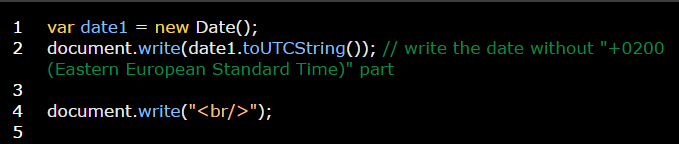 1 var date1 = new Date();
2 document.write(date1.toUTCString()); // write the date without "+0200
(Eastern European Standard Time)" part
3
4 document.write("<br/>");
5